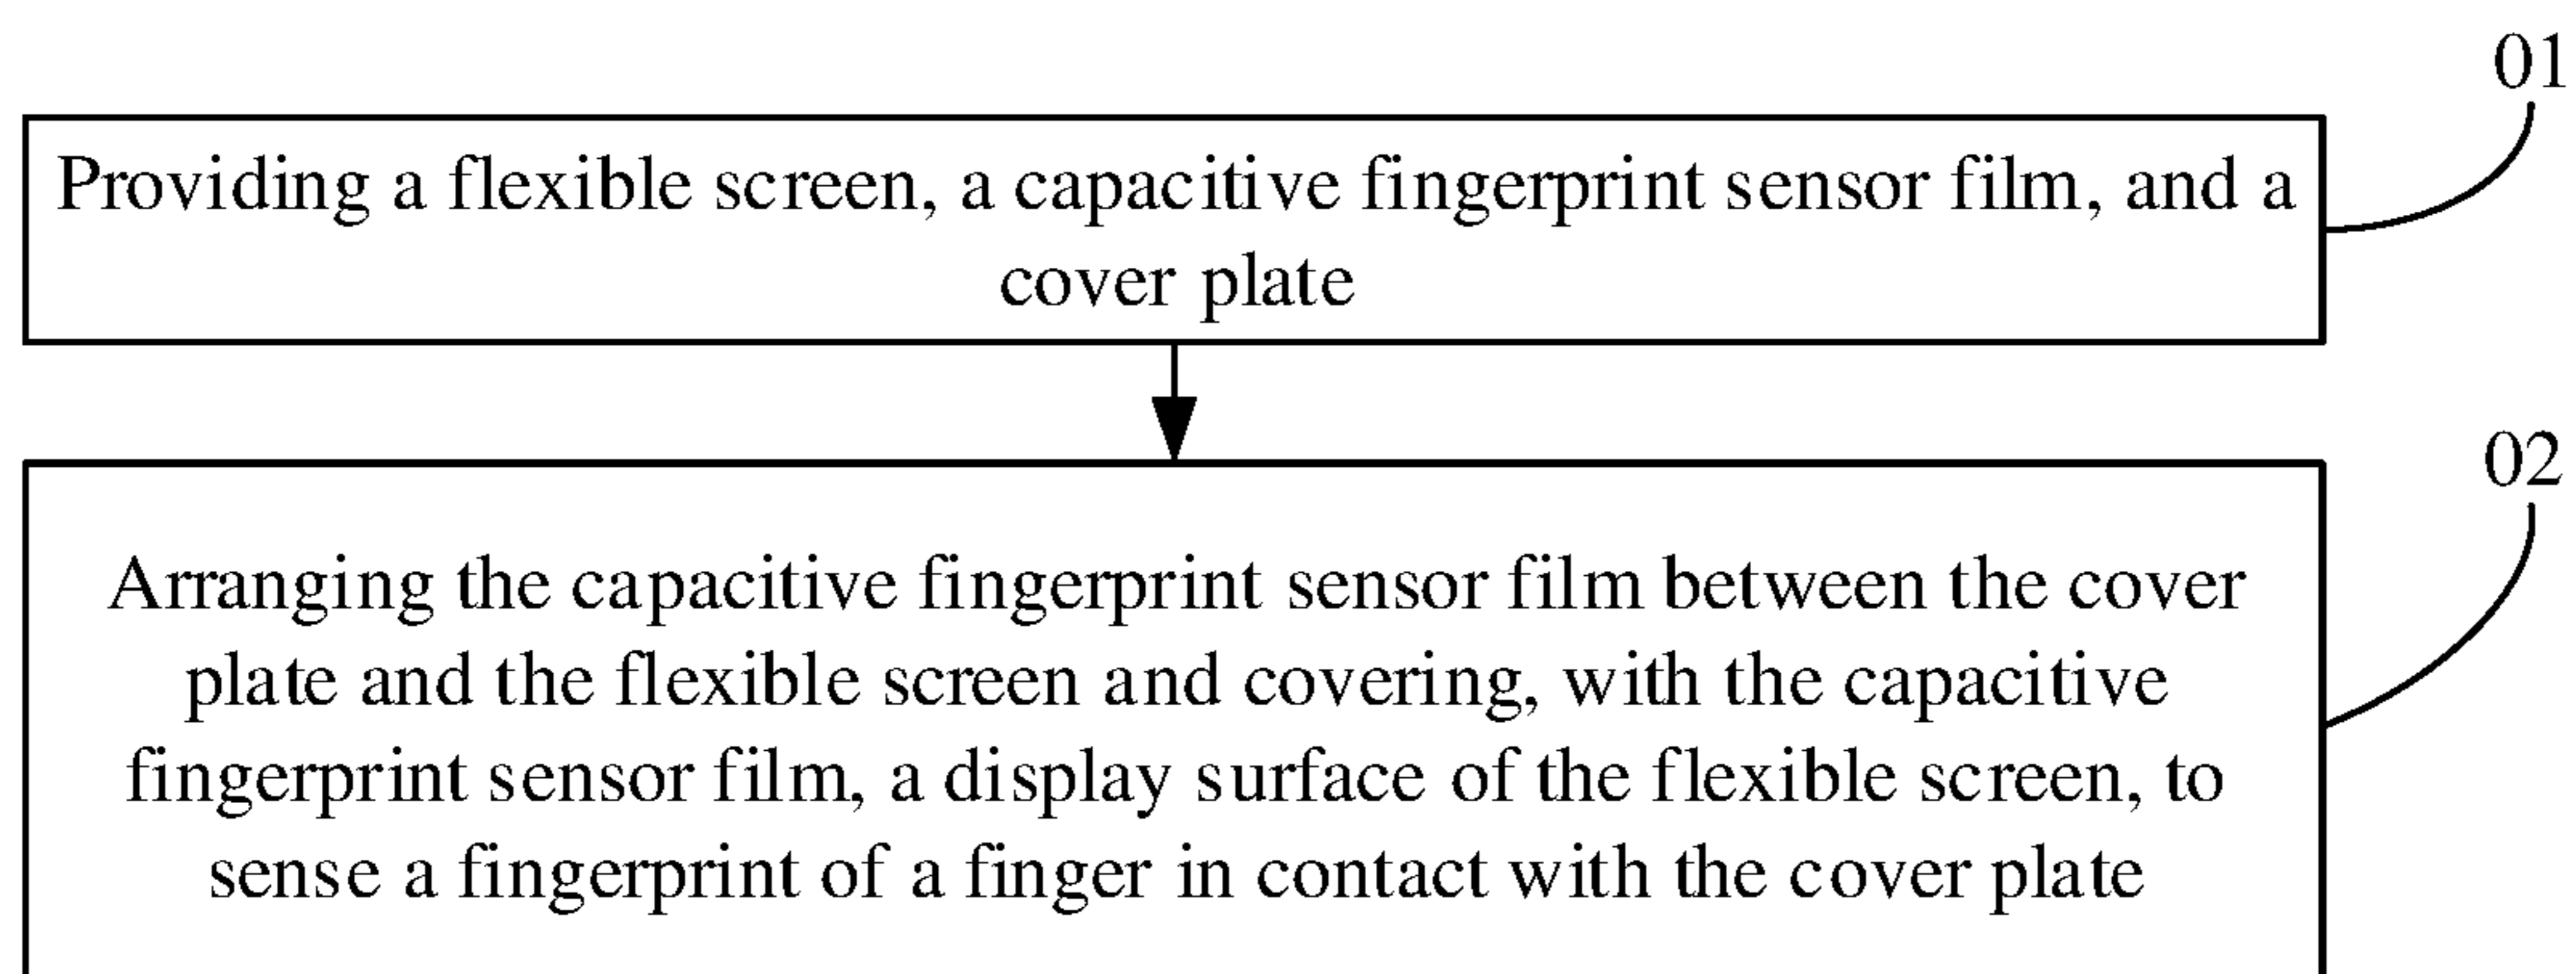 01
Providing a flexible screen, a capacitive fingerprint sensor film, and a
cover plate
02
Arranging the capacitive fingerprint sensor film between the cover
plate and the flexible screen and covering, with the capacitive
fingerprint sensor film, a display surface of the flexible screen, to
sense a fingerprint of a finger in contact with the cover plate